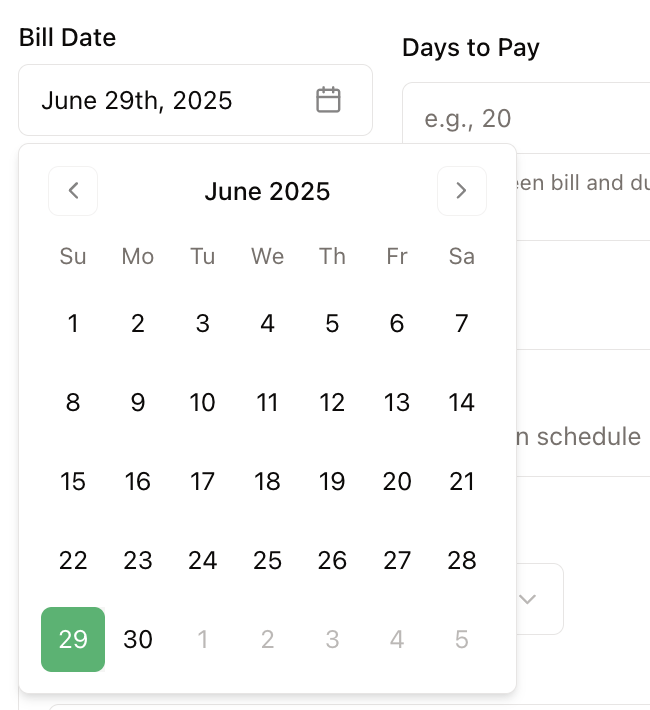 Bill Date
Days to Pay
June 29th, 2025
e.g., 20
bill and
June 2025
Su Mo Tu We Th Fr Sa
1 2 3 4 5 6 7
8 9 10 11 12 13 14
15 16 17 18 19 20 21
22 23 24 25 26 27 28
29 30 1 2 3 4 5
schedule